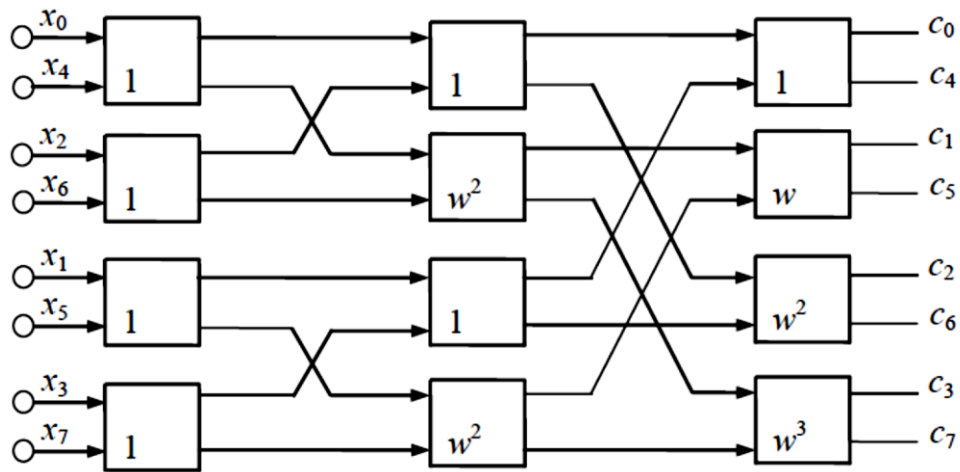 x₀ c₀
x₄ 1 1 1 c₄
x₂ c₁
x₆ 1 w² w c₅
x₁ c₂
x₅ 1 1 w² c₆
x₃ c₃
x₇ 1 w² w³ c₇